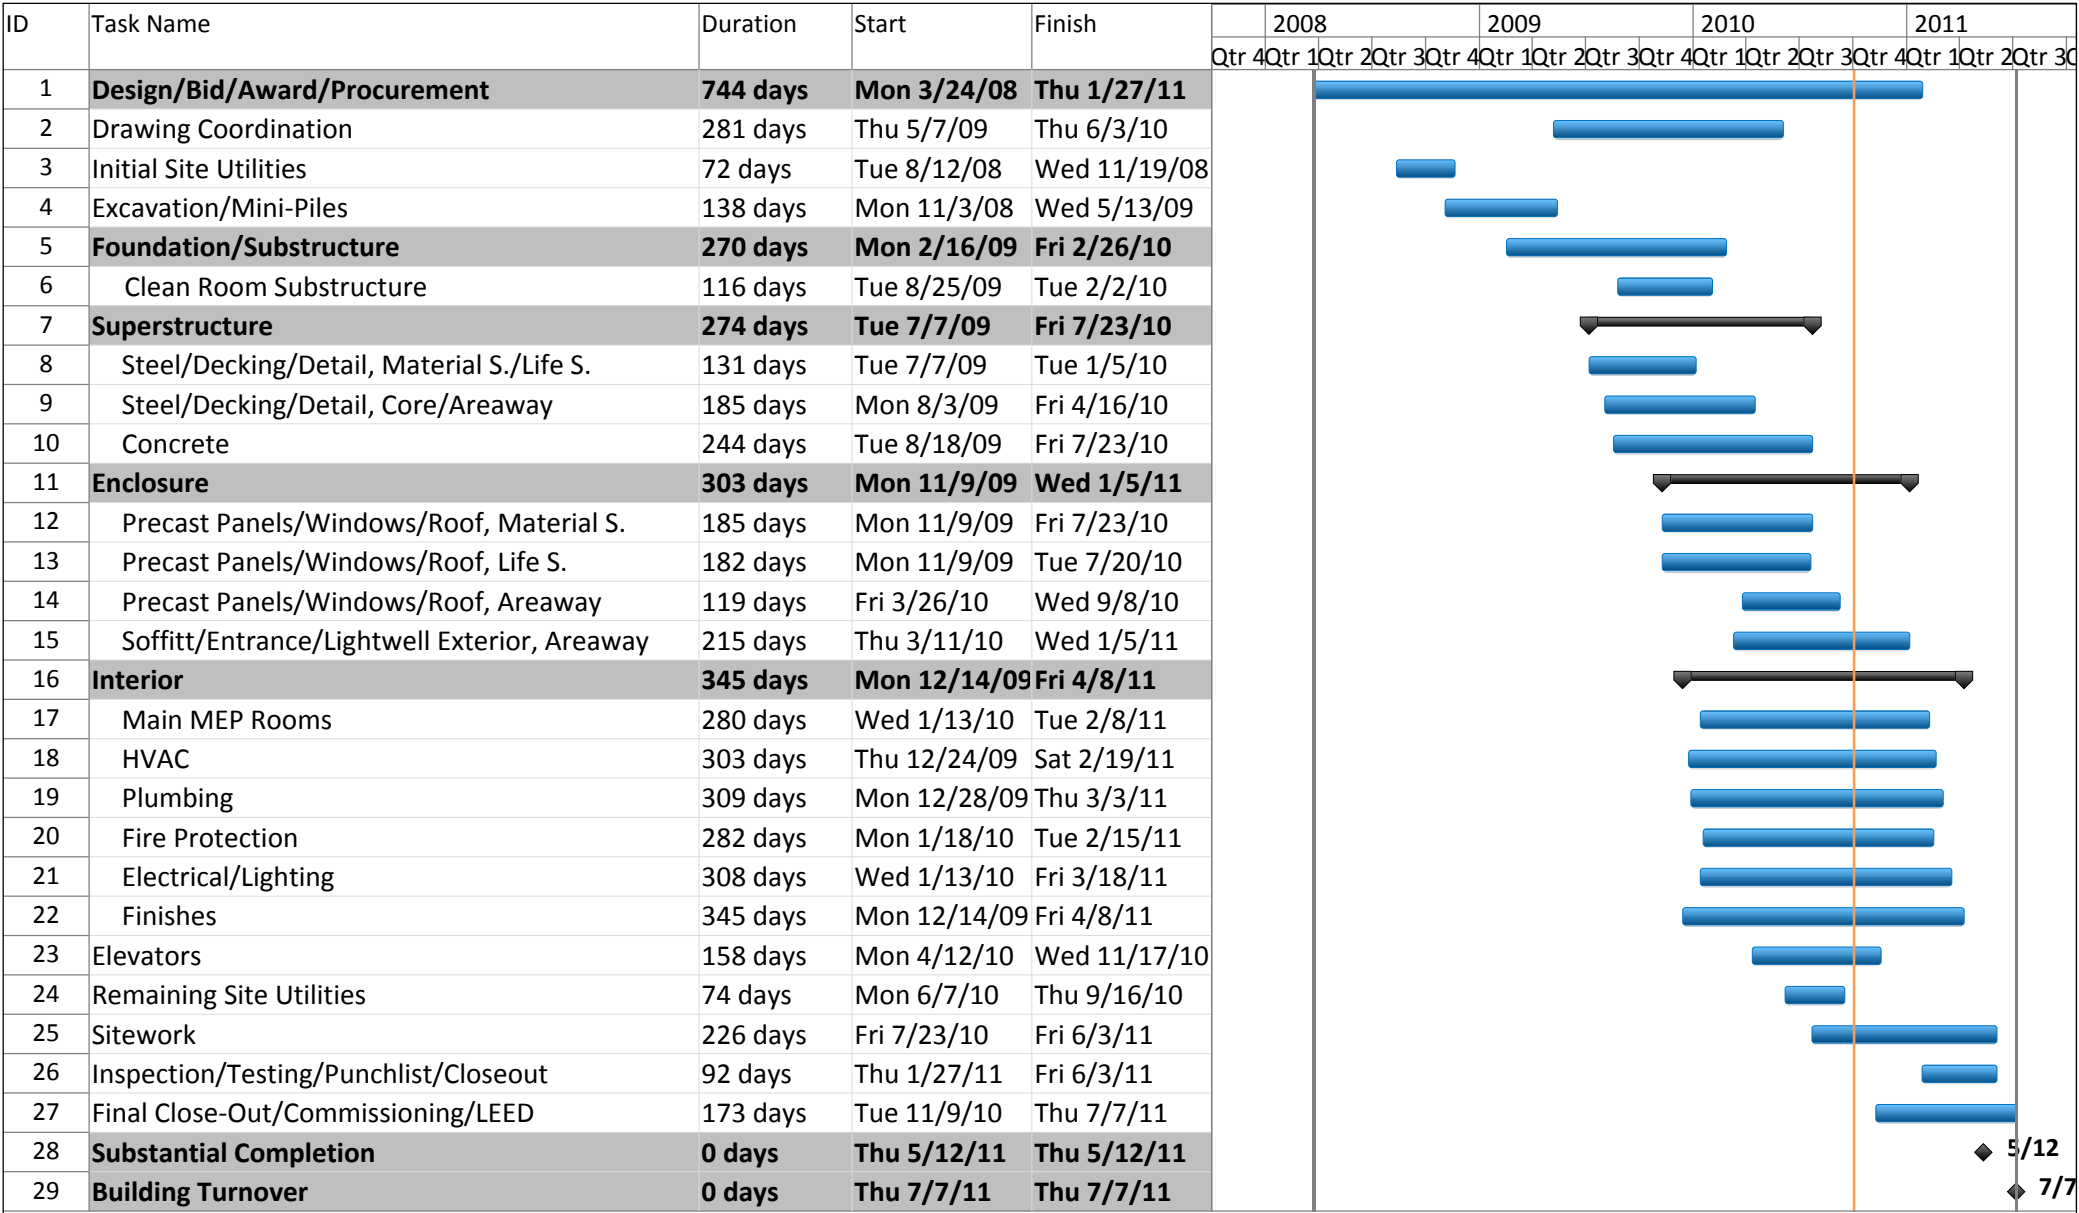 ID Task Name Duration Start Finish 2008 2009 2010 2011
Qtr 4 Qtr 1 Qtr 2 Qtr 3 Qtr 4 Qtr 1 Qtr 2 Qtr 3 Qtr 4 Qtr 1 Qtr 2 Qtr 3 Qtr 4 Qtr 1 Qtr 2 Qtr 3
1 Design/Bid/Award/Procurement 744 days Mon 3/24/08 Thu 1/27/11
2 Drawing Coordination 281 days Thu 5/7/09 Thu 6/3/10
3 Initial Site Utilities 72 days Tue 8/12/08 Wed 11/19/08
4 Excavation/Mini-Piles 138 days Mon 11/3/08 Wed 5/13/09
5 Foundation/Substructure 270 days Mon 2/16/09 Fri 2/26/10
6 Clean Room Substructure 116 days Tue 8/25/09 Tue 2/2/10
7 Superstructure 274 days Tue 7/7/09 Fri 7/23/10
8 Steel/Decking/Detail, Material S./Life S. 131 days Tue 7/7/09 Tue 1/5/10
9 Steel/Decking/Detail, Core/Areaway 185 days Mon 8/3/09 Fri 4/16/10
10 Concrete 244 days Tue 8/18/09 Fri 7/23/10
11 Enclosure 303 days Mon 11/9/09 Wed 1/5/11
12 Precast Panels/Windows/Roof, Material S. 185 days Mon 11/9/09 Fri 7/23/10
13 Precast Panels/Windows/Roof, Life S. 182 days Mon 11/9/09 Tue 7/20/10
14 Precast Panels/Windows/Roof, Areaway 119 days Fri 3/26/10 Wed 9/8/10
15 Soffitt/Entrance/Lightwell Exterior, Areaway 215 days Thu 3/11/10 Wed 1/5/11
16 Interior 345 days Mon 12/14/09 Fri 4/8/11
17 Main MEP Rooms 280 days Wed 1/13/10 Tue 2/8/11
18 HVAC 303 days Thu 12/24/09 Sat 2/19/11
19 Plumbing 309 days Mon 12/28/09 Thu 3/3/11
20 Fire Protection 282 days Mon 1/18/10 Tue 2/15/11
21 Electrical/Lighting 308 days Wed 1/13/10 Fri 3/18/11
22 Finishes 345 days Mon 12/14/09 Fri 4/8/11
23 Elevators 158 days Mon 4/12/10 Wed 11/17/10
24 Remaining Site Utilities 74 days Mon 6/7/10 Thu 9/16/10
25 Sitework 226 days Fri 7/23/10 Fri 6/3/11
26 Inspection/Testing/Punchlist/Closeout 92 days Thu 1/27/11 Fri 6/3/11
27 Final Close-Out/Commissioning/LEED 173 days Tue 11/9/10 Thu 7/7/11
28 Substantial Completion 0 days Thu 5/12/11 Thu 5/12/11 5/12
29 Building Turnover 0 days Thu 7/7/11 Thu 7/7/11 7/7